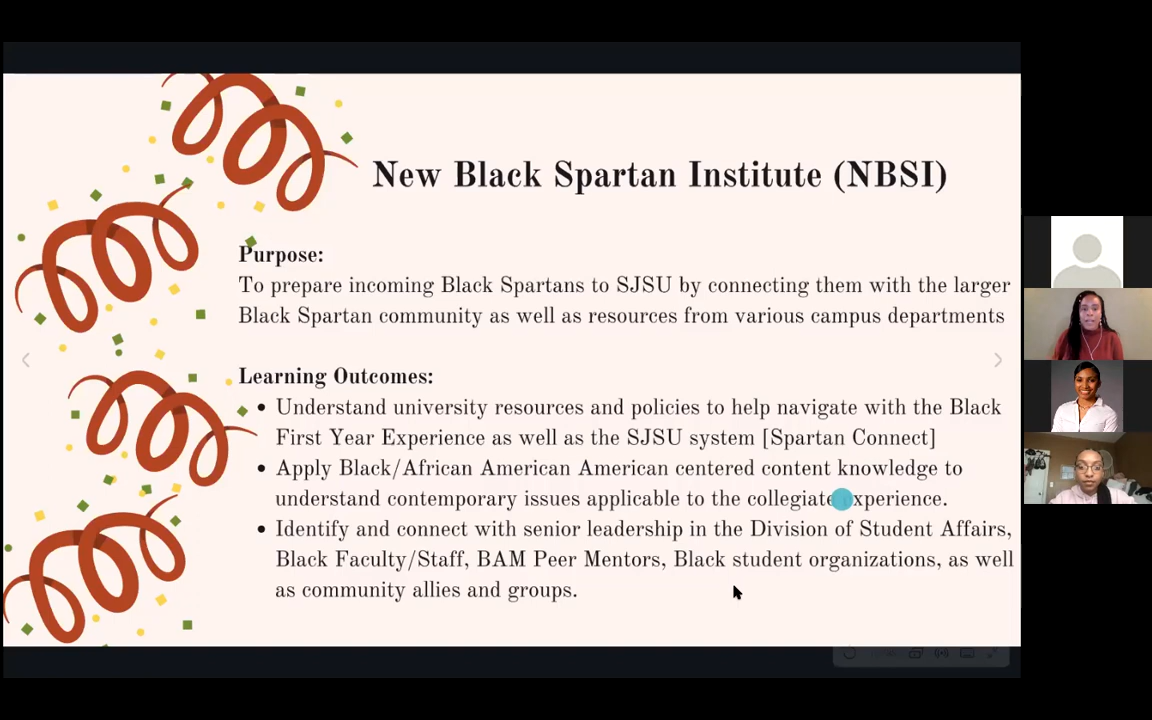 New Black Spartan Institute (NBSI)
Purpose:
To prepare incoming Black Spartans to SJSU by connecting them with the larger
Black Spartan community as well as resources from various campus departments
Learning Outcomes:
• Understand university resources and policies to help navigate with the Black
First Year Experience as well as the SJSU system [Spartan Connect]
• Apply Black/African American American centered content knowledge to
understand contemporary issues applicable to the collegiate experience.
• Identify and connect with senior leadership in the Division of Student Affairs,
Black Faculty/Staff, BAM Peer Mentors, Black student organizations, as well
as community allies and groups.